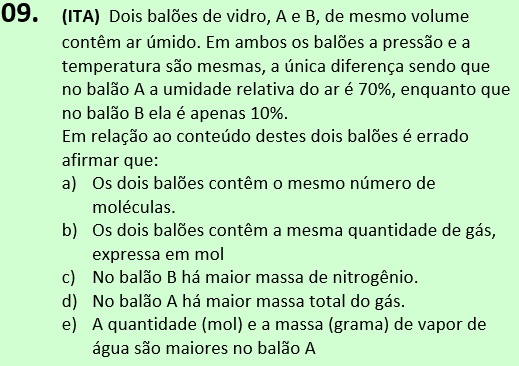 09. (ITA) Dois balões de vidro, A e B, de mesmo volume
contêm ar úmido. Em ambos os balões a pressão e a
temperatura são mesmas, a única diferença sendo que
no balão A a umidade relativa do ar é 70%, enquanto que
no balão B ela é apenas 10%.
Em relação ao conteúdo destes dois balões é errado
afirmar que:
a) Os dois balões contêm o mesmo número de
moléculas.
b) Os dois balões contêm a mesma quantidade de gás,
expressa em mol
c) No balão B há maior massa de nitrogênio.
d) No balão A há maior massa total do gás.
e) A quantidade (mol) e a massa (grama) de vapor de
água são maiores no balão A